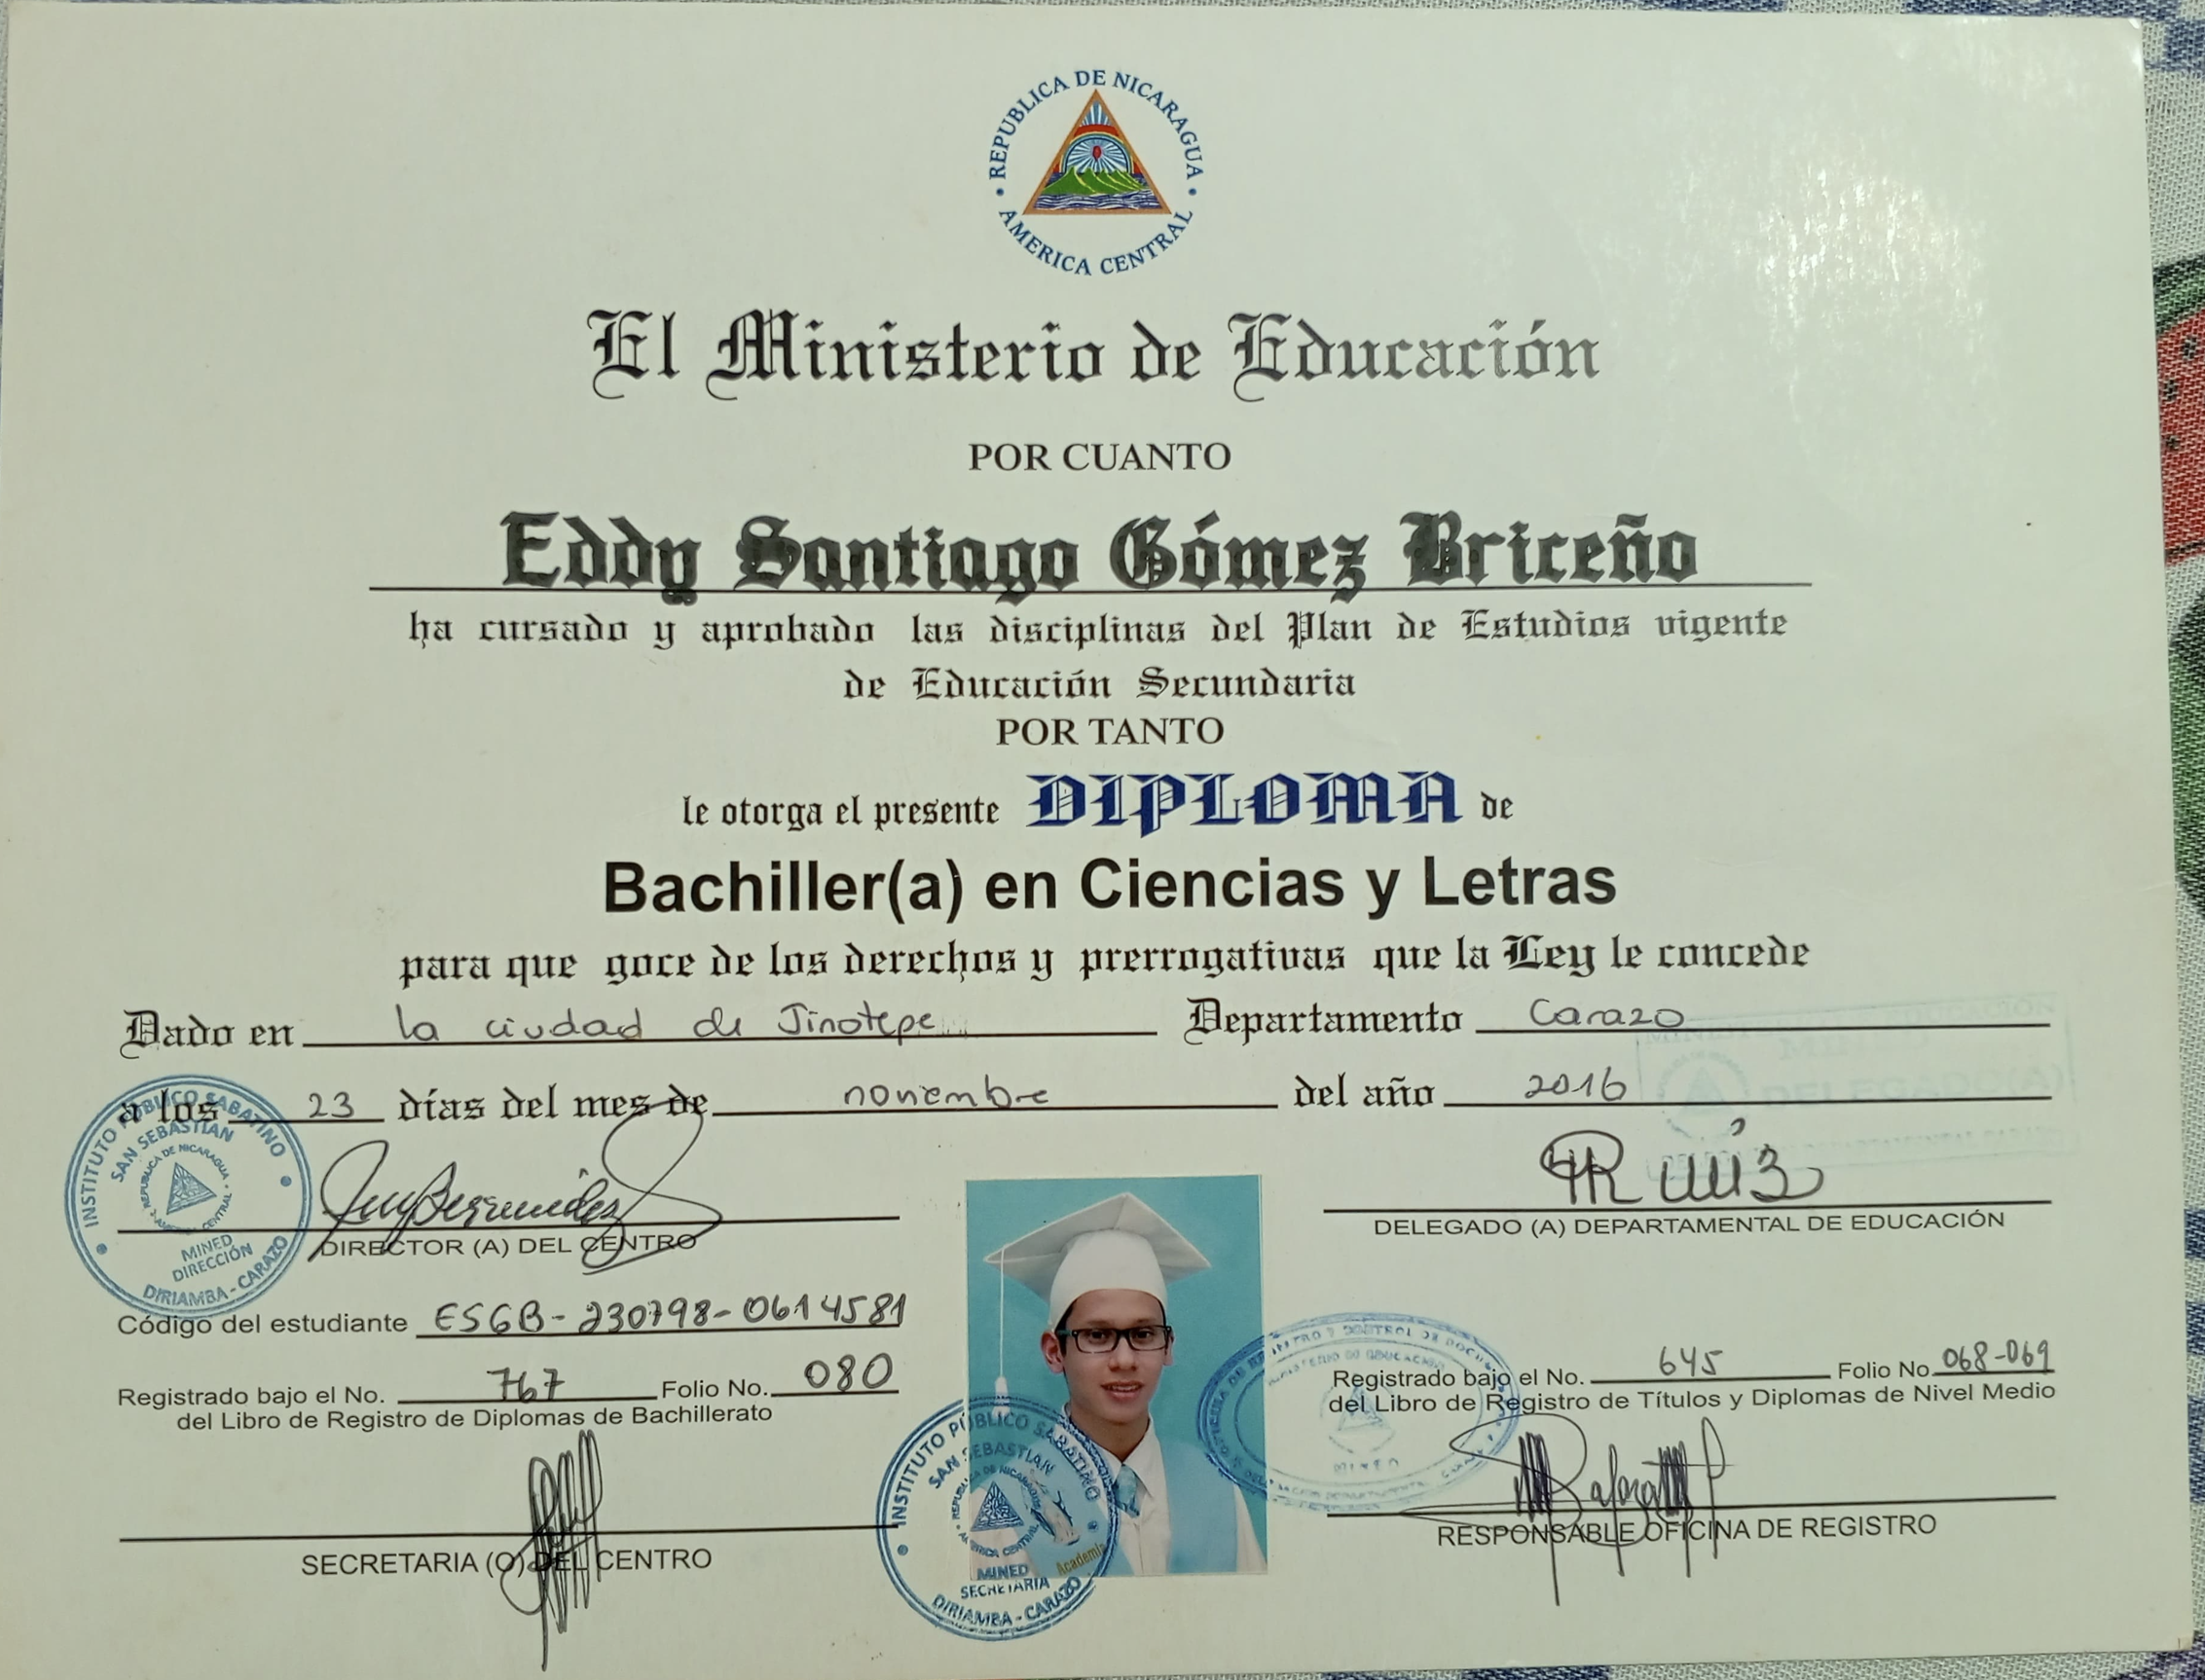 REPUBLICA DE NICARAGUA
AMERICA CENTRAL
El Ministerio de Educación
POR CUANTO
Eddy Santiago Gómez Briceño
ha cursado y aprobado las disciplinas del Plan de Estudios vigente
de Educación Secundaria
POR TANTO
le otorga el presente DIPLOMA de
Bachiller(a) en Ciencias y Letras
para que goce de los derechos y prerrogativas que la Ley le concede
Dado en la ciudad de Jinotepe Departamento Carazo
a los 23 días del mes de noviembre del año 2016
INSTITUTO PÚBLICO SABATINO
SAN SEBASTIAN
REPUBLICA DE NICARAGUA
AMERICA CENTRAL
MINED
DIRECCIÓN
DIRIAMBA - CARAZO
DIRECTOR (A) DEL CENTRO
DELEGADO (A) DEPARTAMENTAL DE EDUCACIÓN
Código del estudiante ESGB-230798-0614581
Registrado bajo el No. 767 Folio No. 080
del Libro de Registro de Diplomas de Bachillerato
Registrado bajo el No. 645 Folio No. 068-069
del Libro de Registro de Títulos y Diplomas de Nivel Medio
INSTITUTO PÚBLICO SABATINO
SAN SEBASTIAN
MINED
SECRETARIA
DIRIAMBA - CARAZO
Academia
SECRETARIA (O) DEL CENTRO
RESPONSABLE OFICINA DE REGISTRO